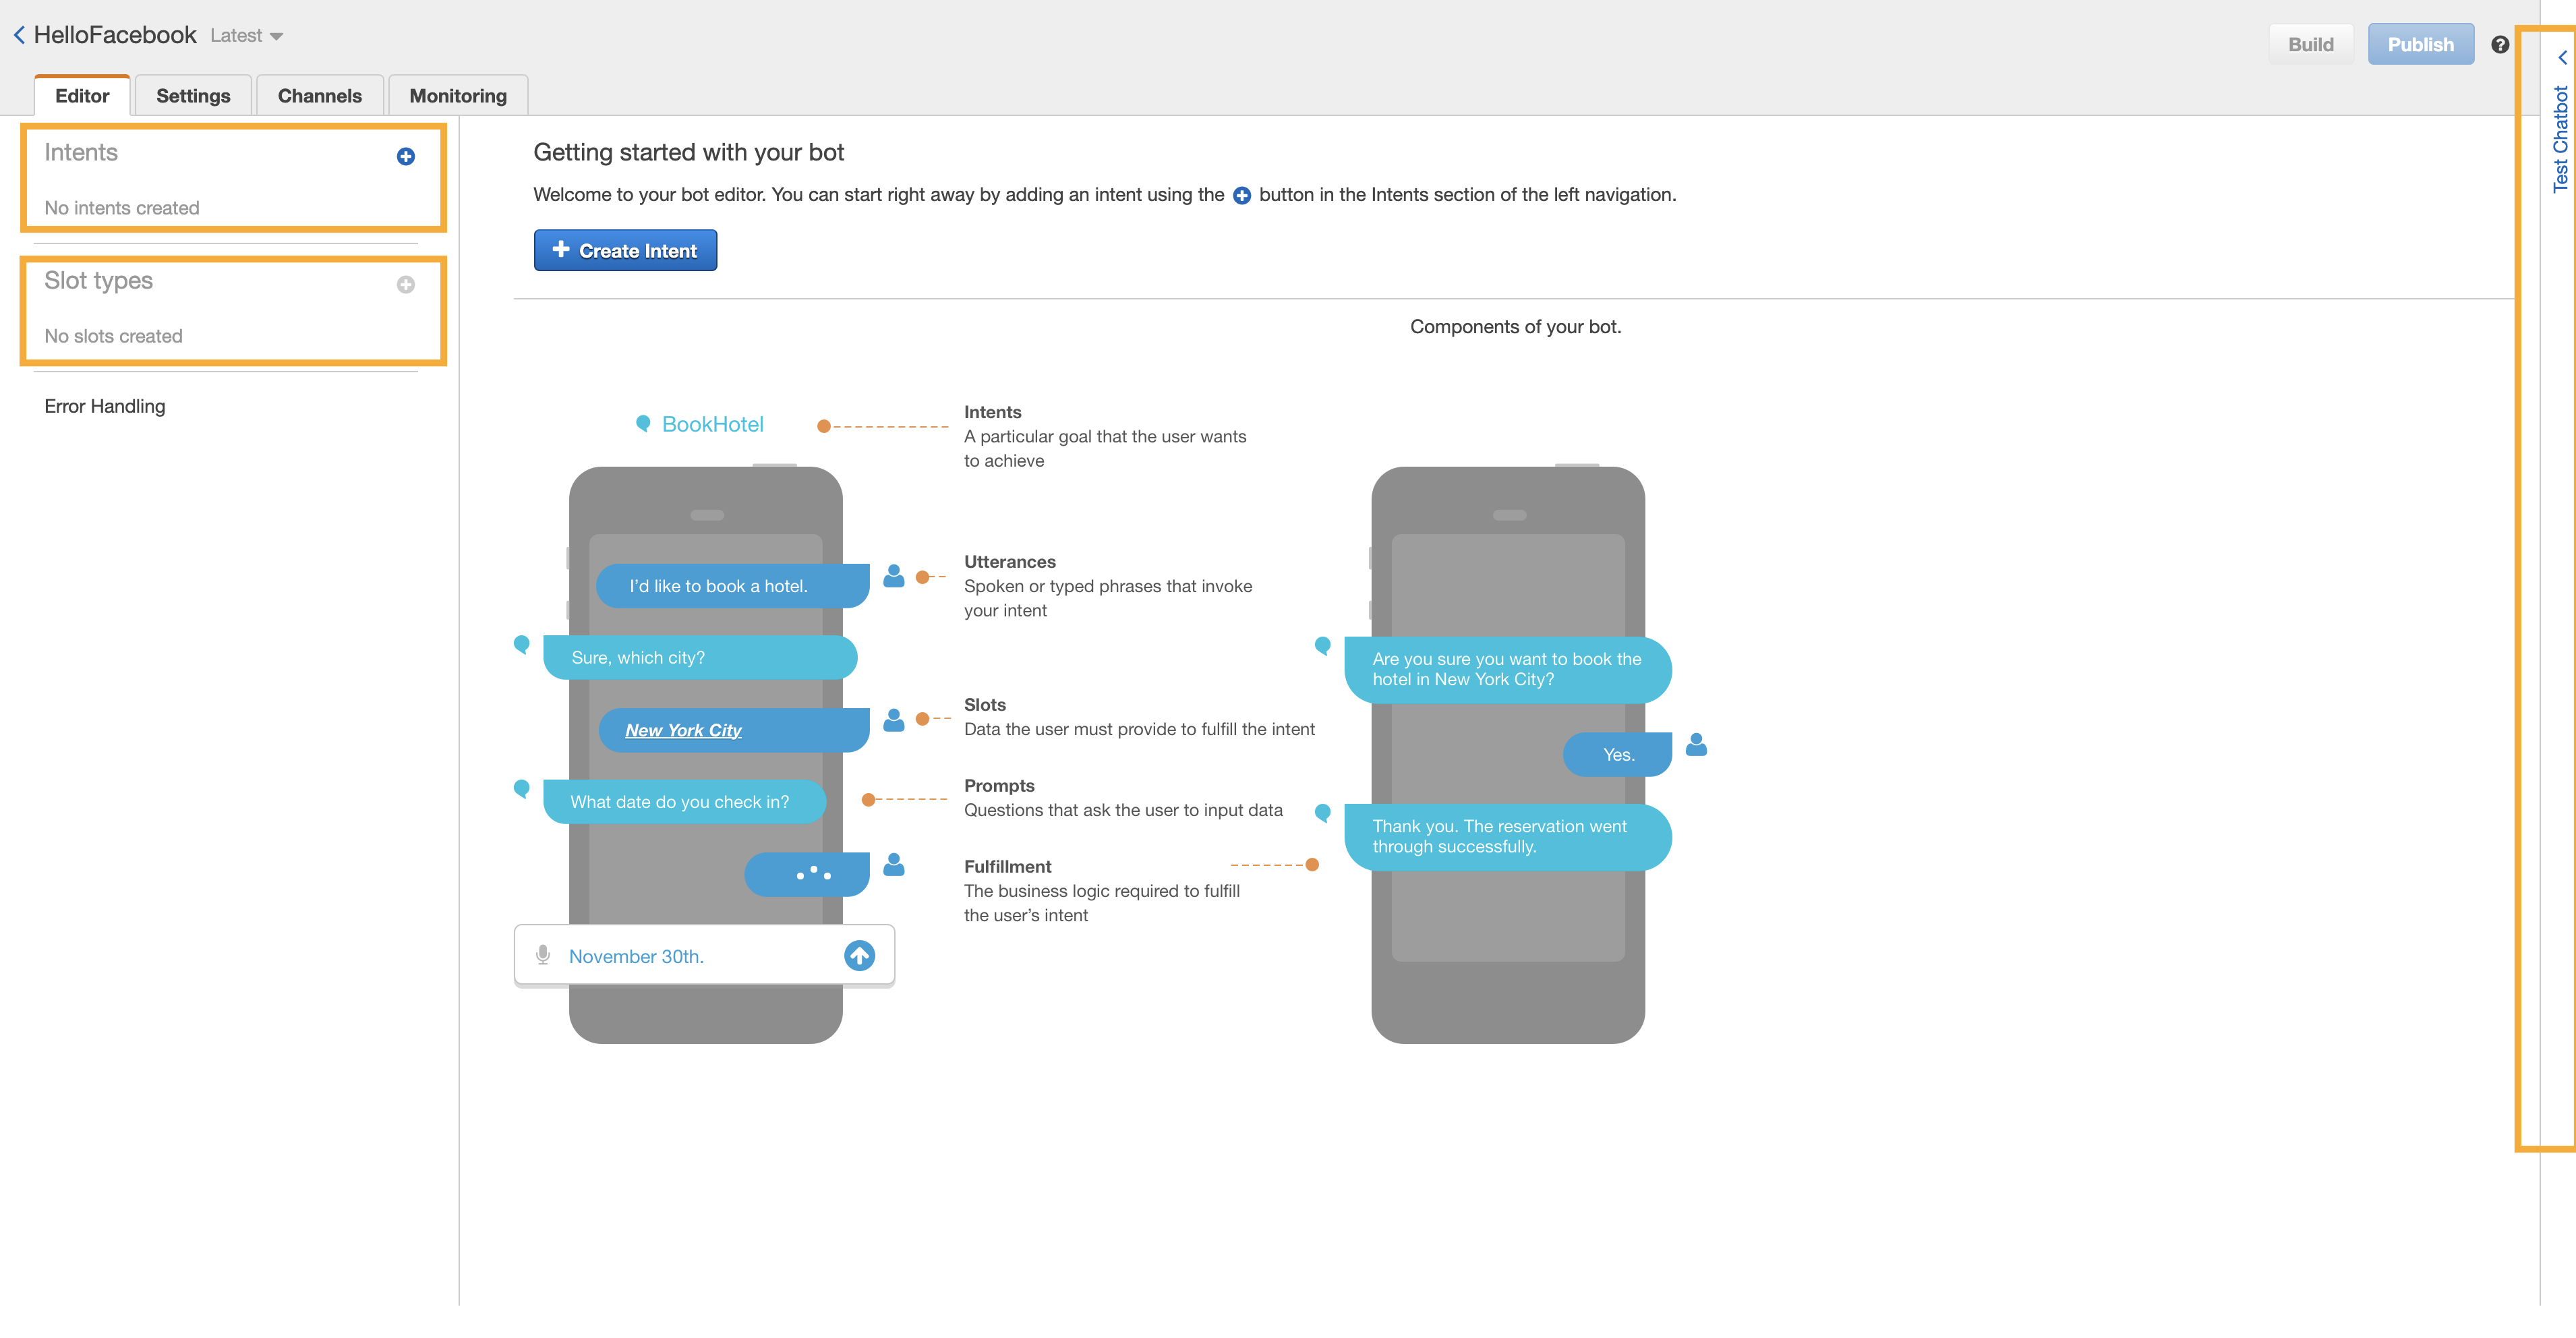 HelloFacebook Latest
Build Publish
Editor Settings Channels Monitoring
Test Chatbot
Intents
No intents created
Slot types
No slots created
Error Handling
Getting started with your bot
Welcome to your bot editor. You can start right away by adding an intent using the button in the Intents section of the left navigation.
Create Intent
Components of your bot.
BookHotel
Intents
A particular goal that the user wants
to achieve
I'd like to book a hotel.
Utterances
Spoken or typed phrases that invoke
your intent
Sure, which city?
New York City
Slots
Data the user must provide to fulfill the intent
What date do you check in?
Prompts
Questions that ask the user to input data
Fulfillment
The business logic required to fulfill
the user's intent
November 30th.
Are you sure you want to book the
hotel in New York City?
Yes.
Thank you. The reservation went
through successfully.